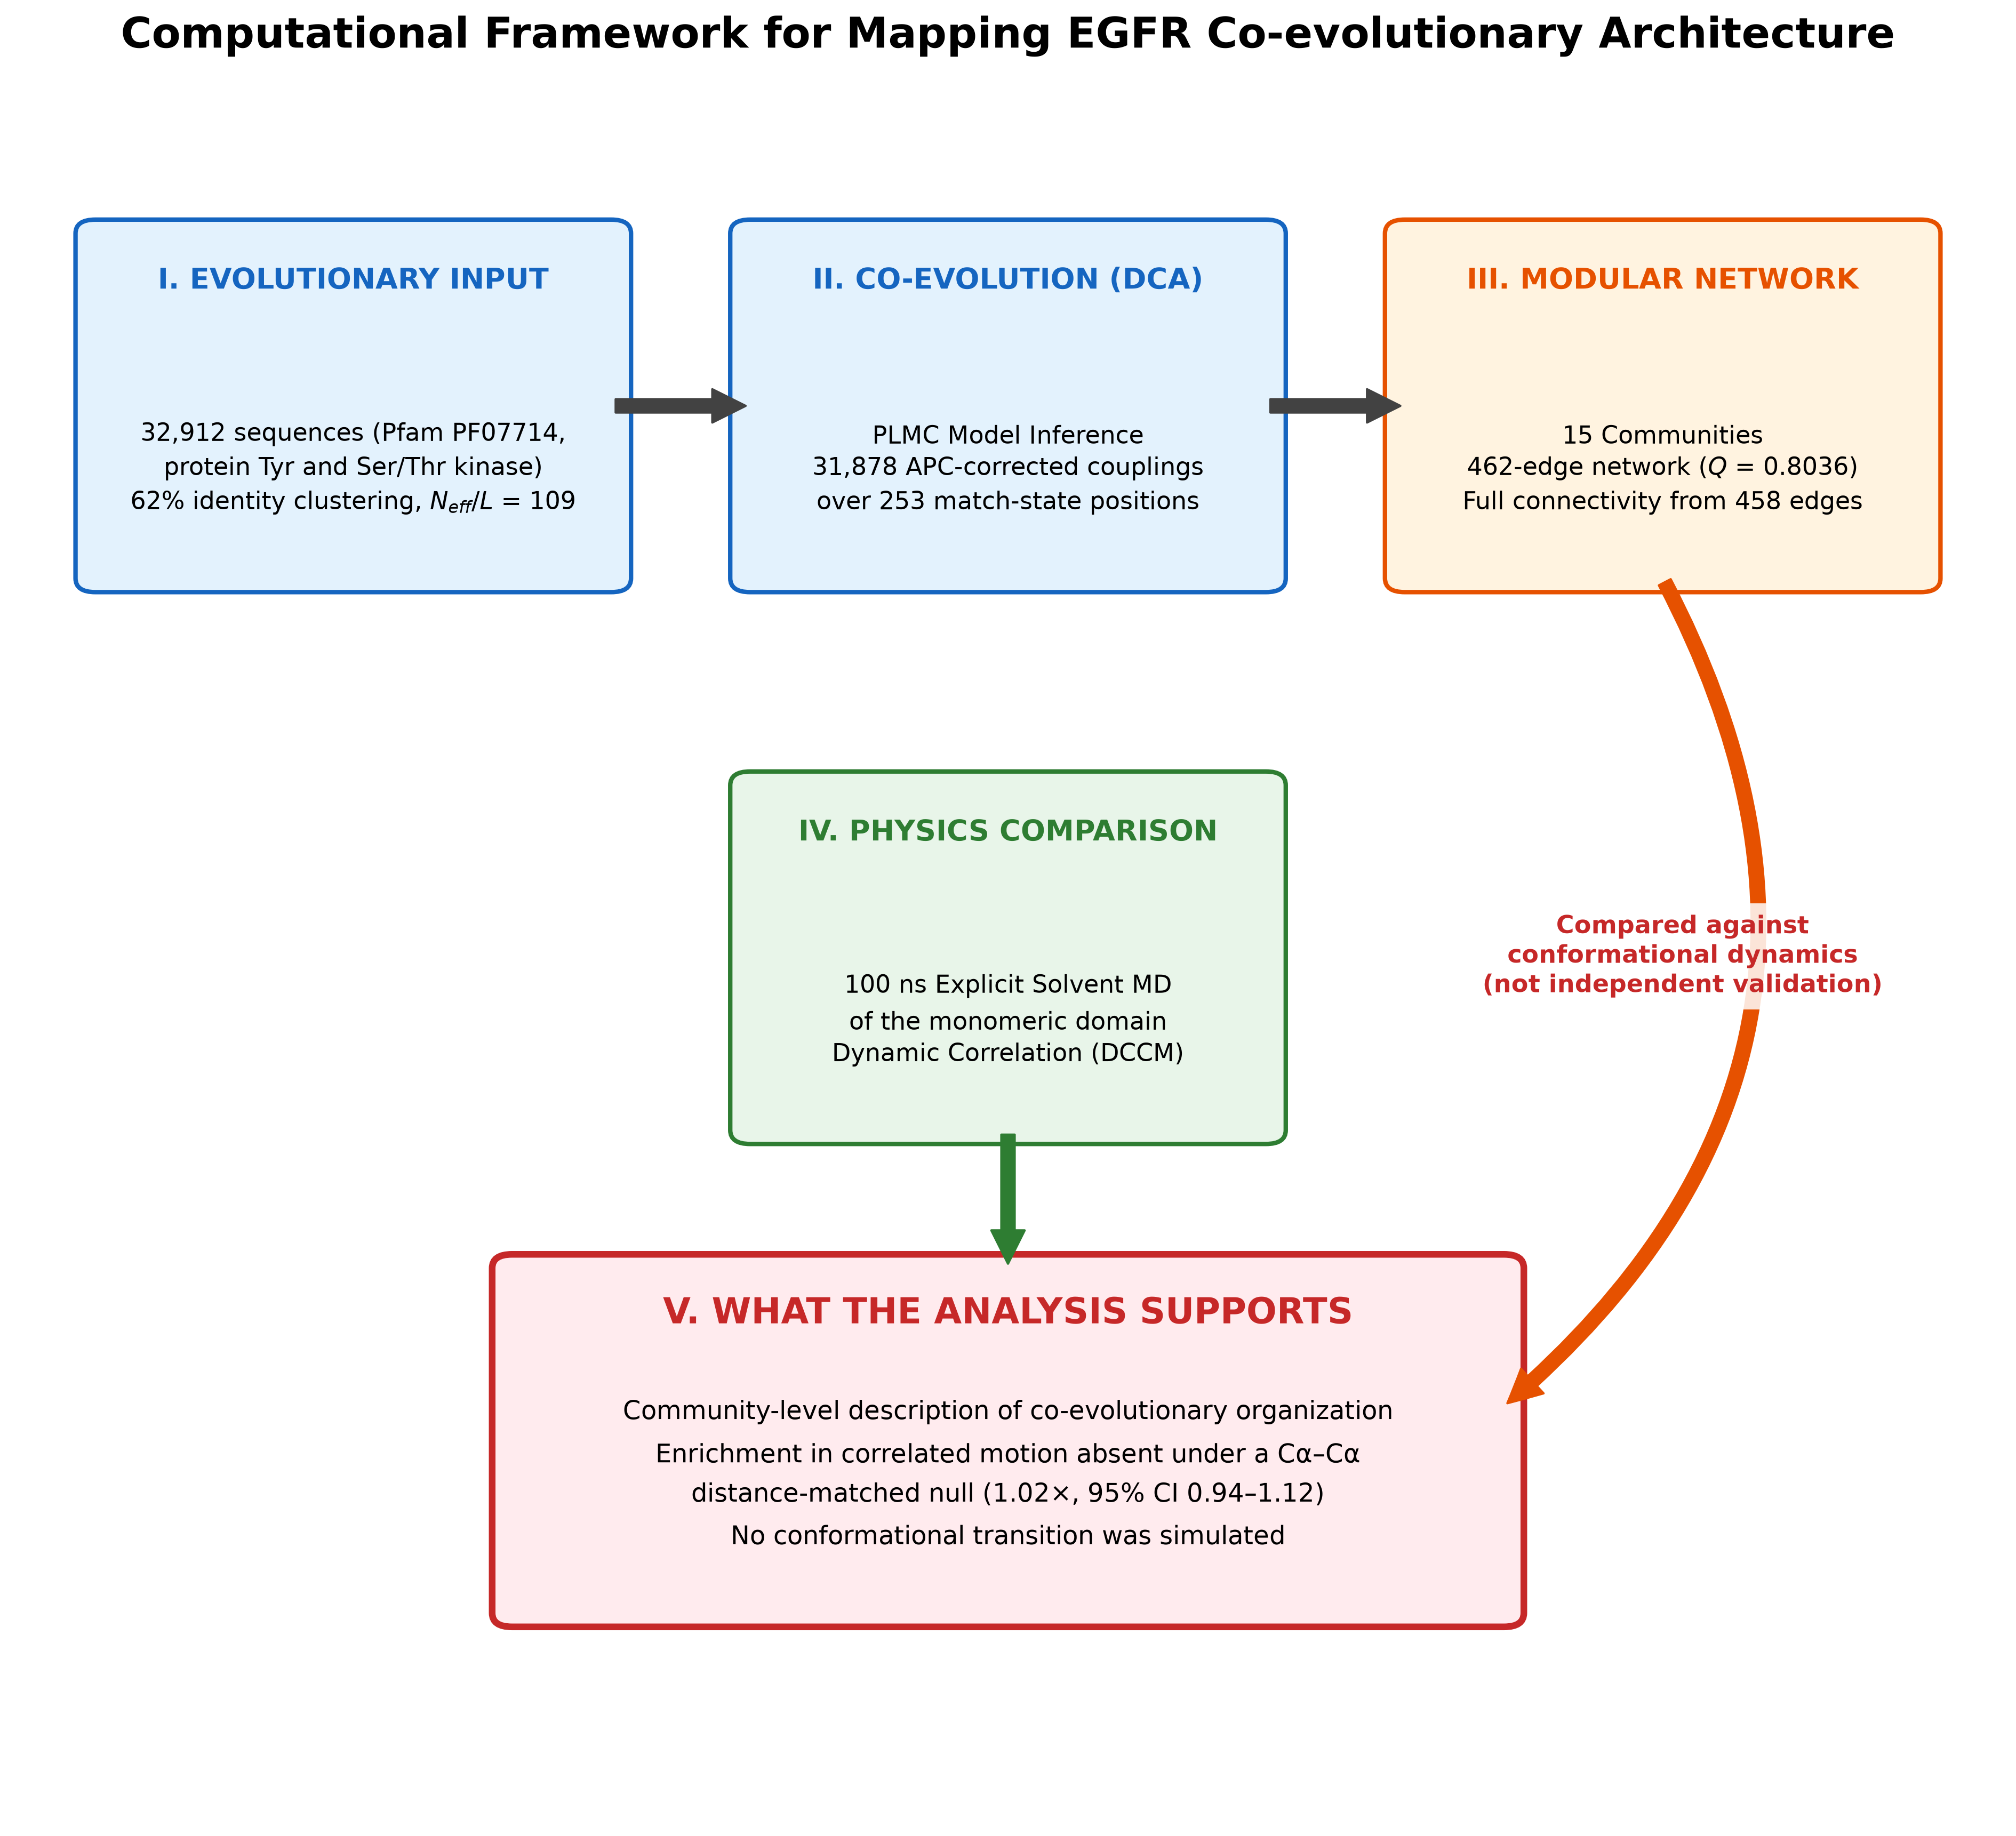 Computational Framework for Mapping EGFR Co-evolutionary Architecture
I. EVOLUTIONARY INPUT
32,912 sequences (Pfam PF07714,
protein Tyr and Ser/Thr kinase)
62% identity clustering, Neff/L = 109
II. CO-EVOLUTION (DCA)
PLMC Model Inference
31,878 APC-corrected couplings
over 253 match-state positions
III. MODULAR NETWORK
15 Communities
462-edge network (Q = 0.8036)
Full connectivity from 458 edges
IV. PHYSICS COMPARISON
100 ns Explicit Solvent MD
of the monomeric domain
Dynamic Correlation (DCCM)
Compared against
conformational dynamics
(not independent validation)
V. WHAT THE ANALYSIS SUPPORTS
Community-level description of co-evolutionary organization
Enrichment in correlated motion absent under a Cα–Cα
distance-matched null (1.02×, 95% CI 0.94–1.12)
No conformational transition was simulated